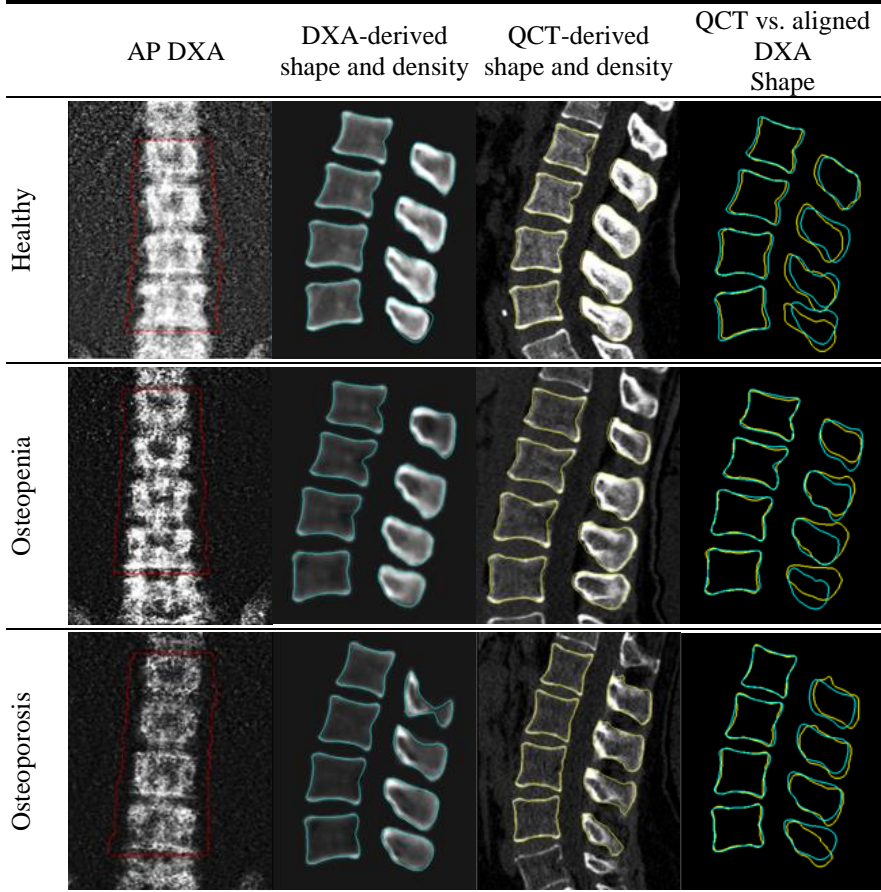 AP DXA
DXA-derived
shape and density
QCT-derived
shape and density
QCT vs. aligned
DXA
Shape
Healthy
Osteopenia
Osteoporosis